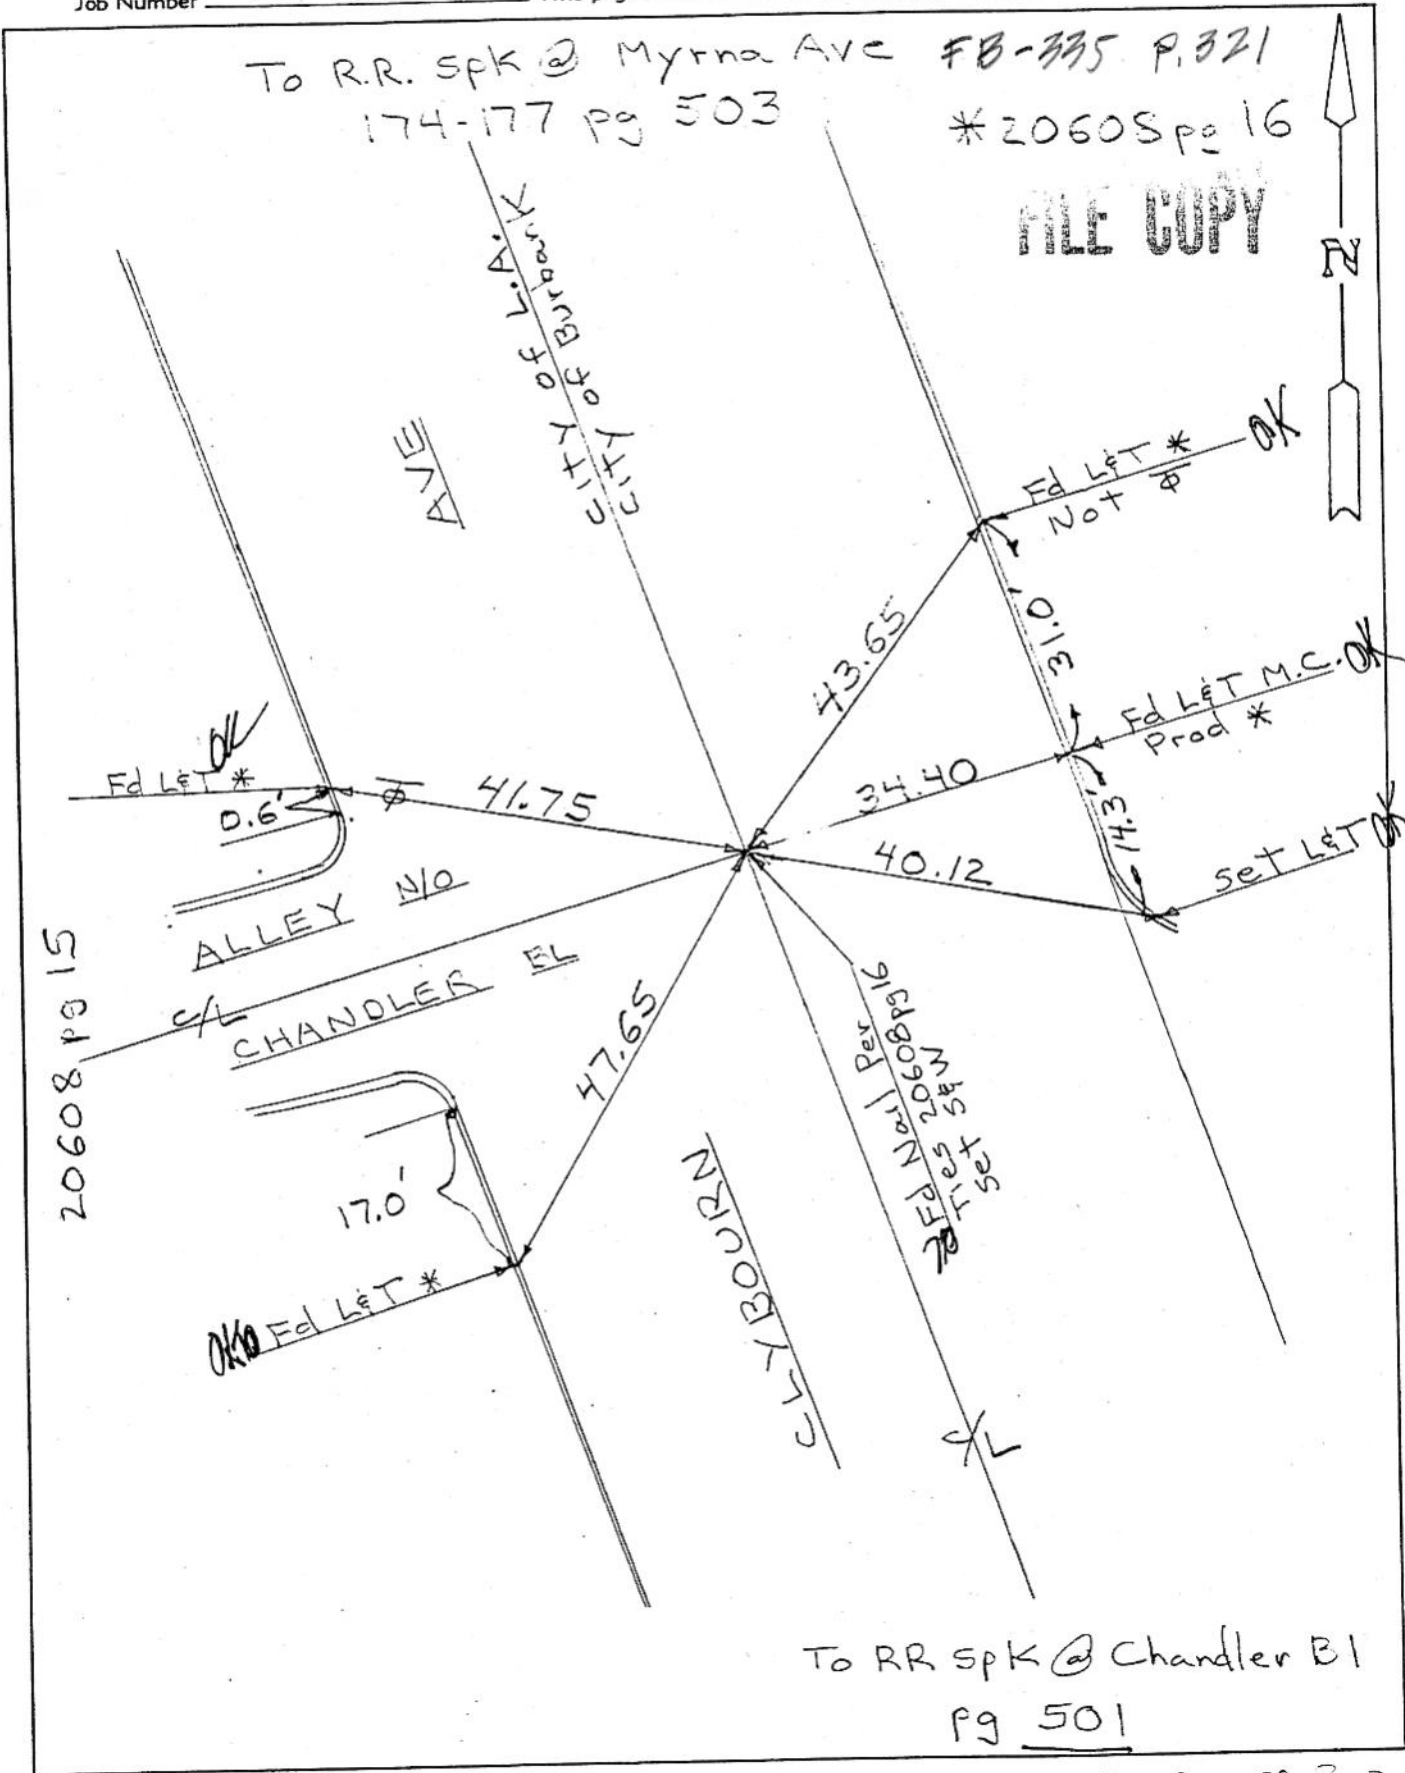 Job Number
To R.R. spk @ Myrna Ave FB-335 P.321
174-177 pg 503
*20608 pg 16
FILE COPY
N
CITY of L.A.
CITY of Burbank
AVE
Fd L&T * OK
Not
43.65
31.0'
Fd L&T M.C. OK
Prod *
Fd L&T * OK
0.6'
41.75
34.40
14.3'
40.12
Set L&T OK
ALLEY N/O
C/L
CHANDLER BL
20608 pg 15
47.65
Fd Nail Per
Ties 20608 pg 16
Set S&W
17.0'
OK Fd L&T *
CLYBOURN
C/L
To RR spk @ Chandler Bl
pg 501